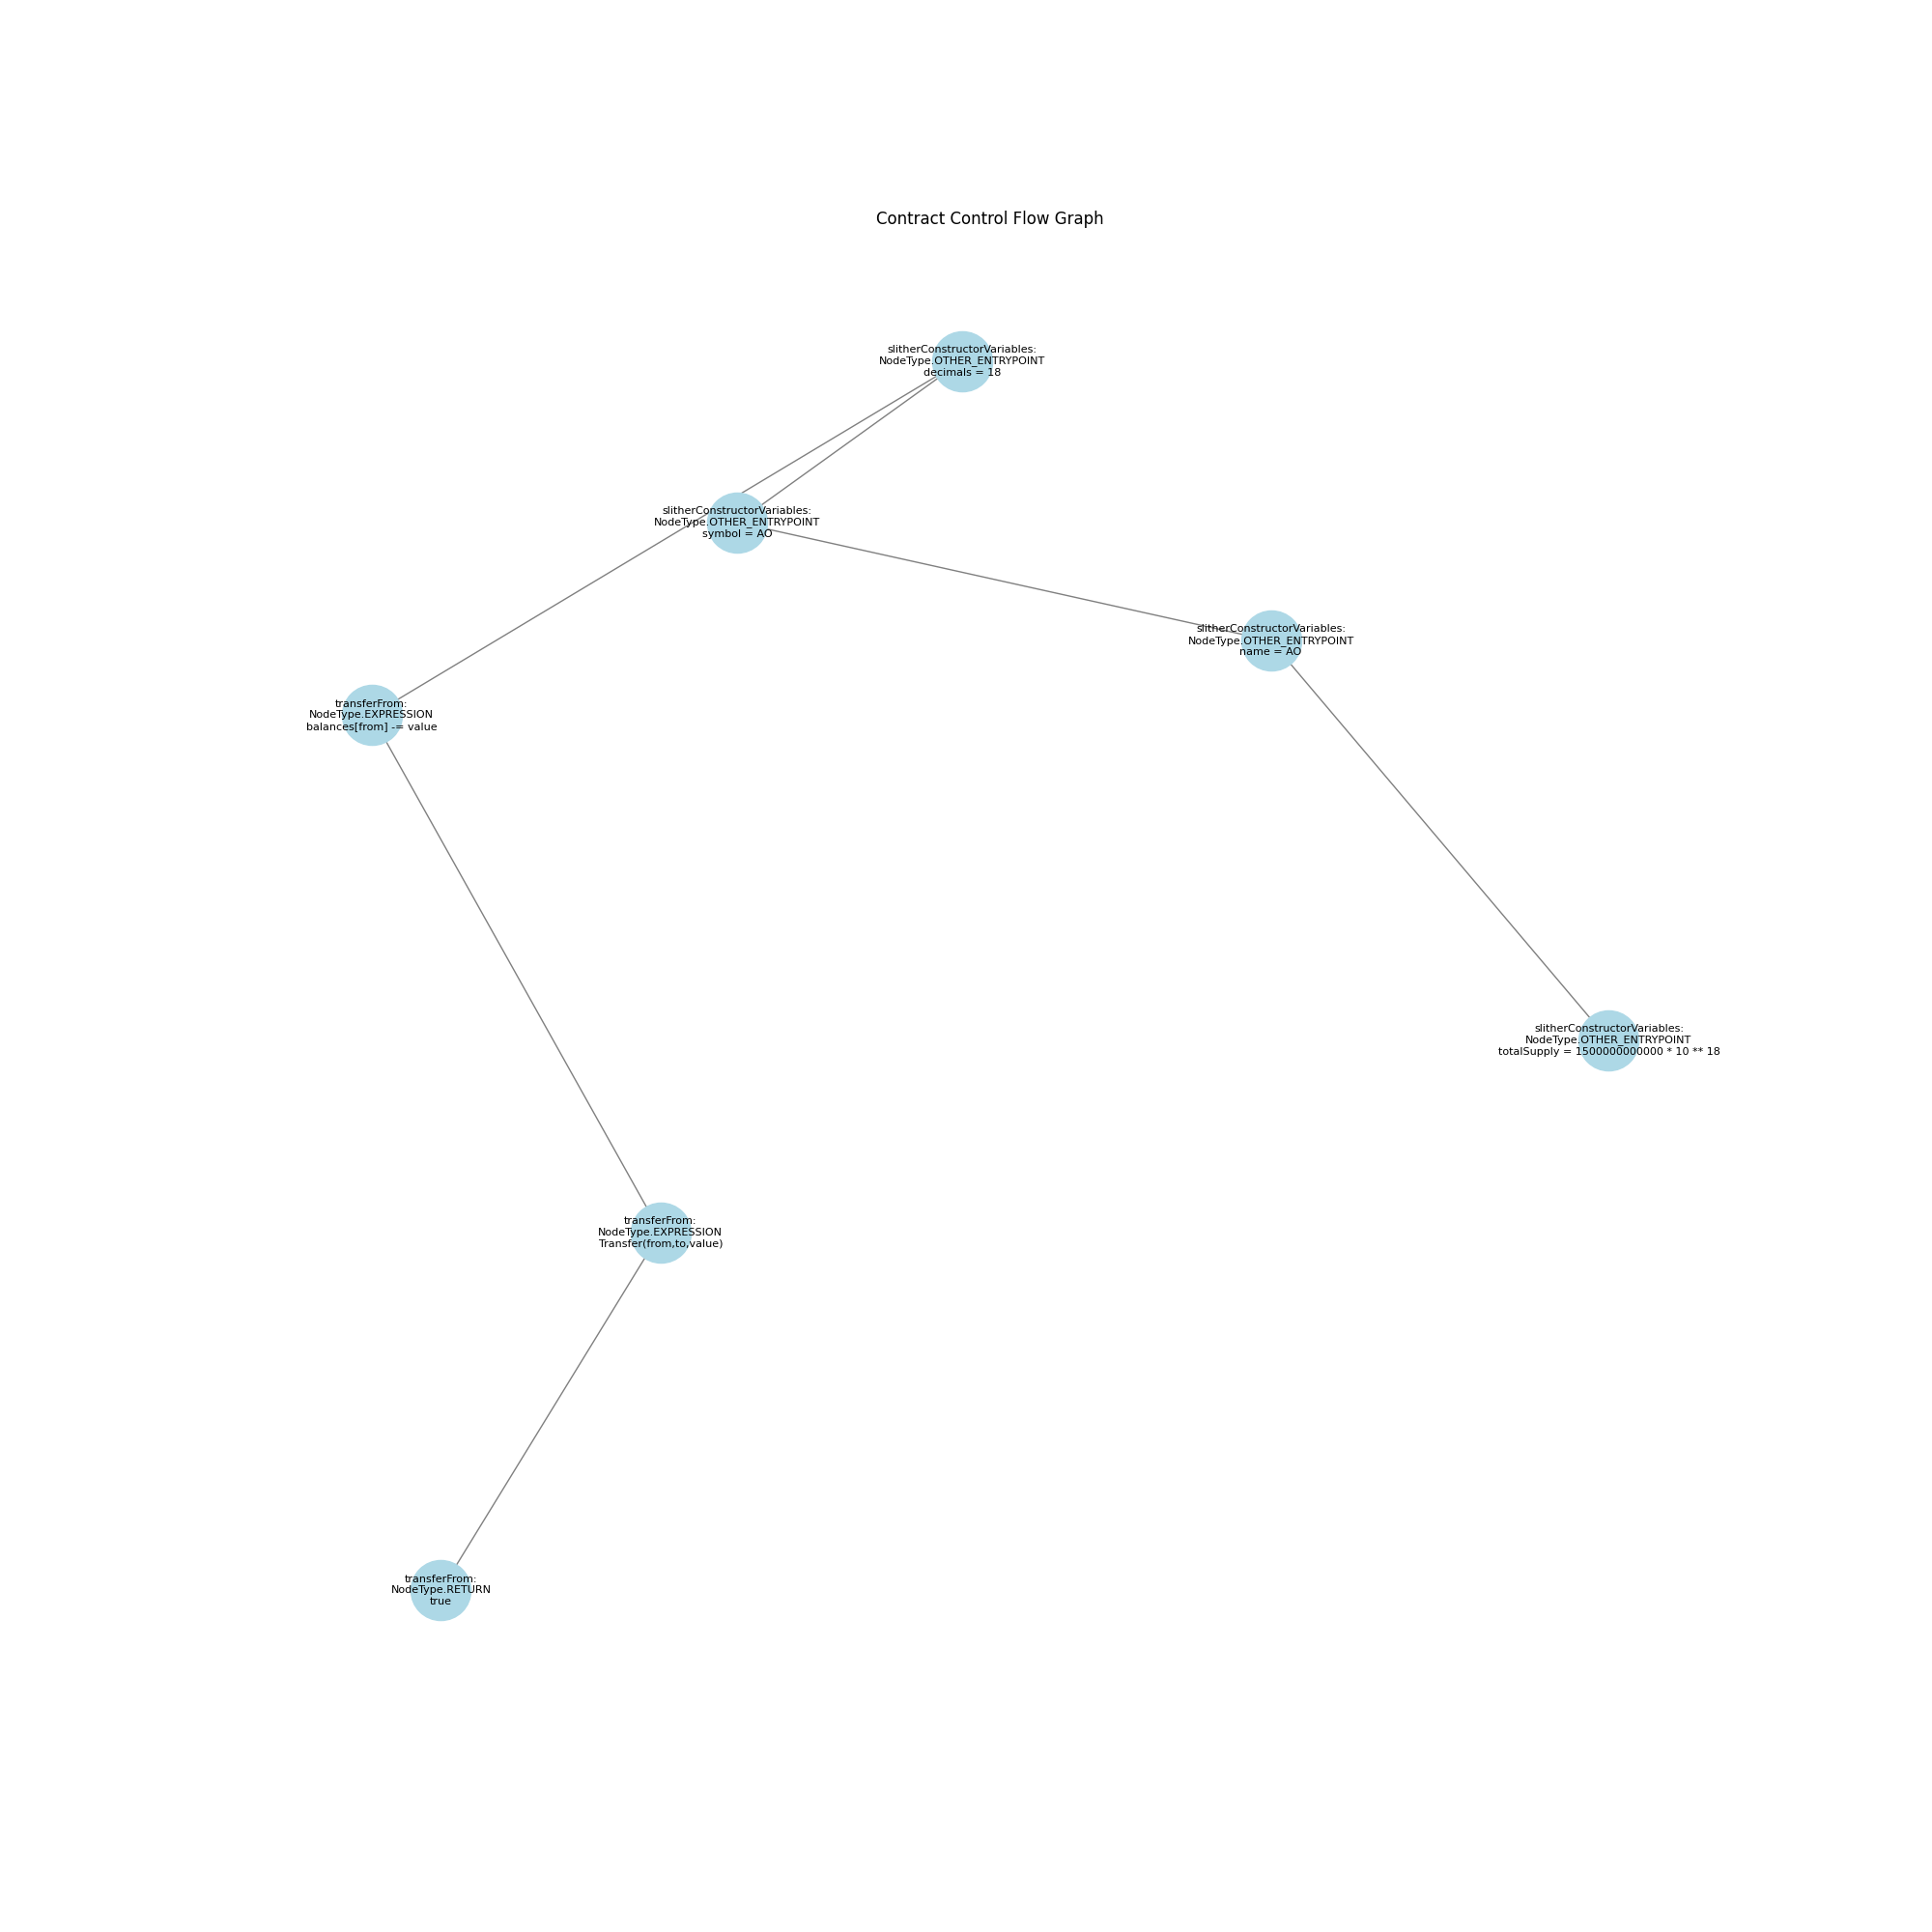 Contract Control Flow Graph
slitherConstructorVariables:
NodeType.OTHER_ENTRYPOINT
decimals = 18
slitherConstructorVariables:
NodeType.OTHER_ENTRYPOINT
symbol = AO
slitherConstructorVariables:
NodeType.OTHER_ENTRYPOINT
name = AO
transferFrom:
NodeType.EXPRESSION
balances[from] -= value
slitherConstructorVariables:
NodeType.OTHER_ENTRYPOINT
totalSupply = 1500000000000 * 10 ** 18
transferFrom:
NodeType.EXPRESSION
Transfer(from,to,value)
transferFrom:
NodeType.RETURN
true